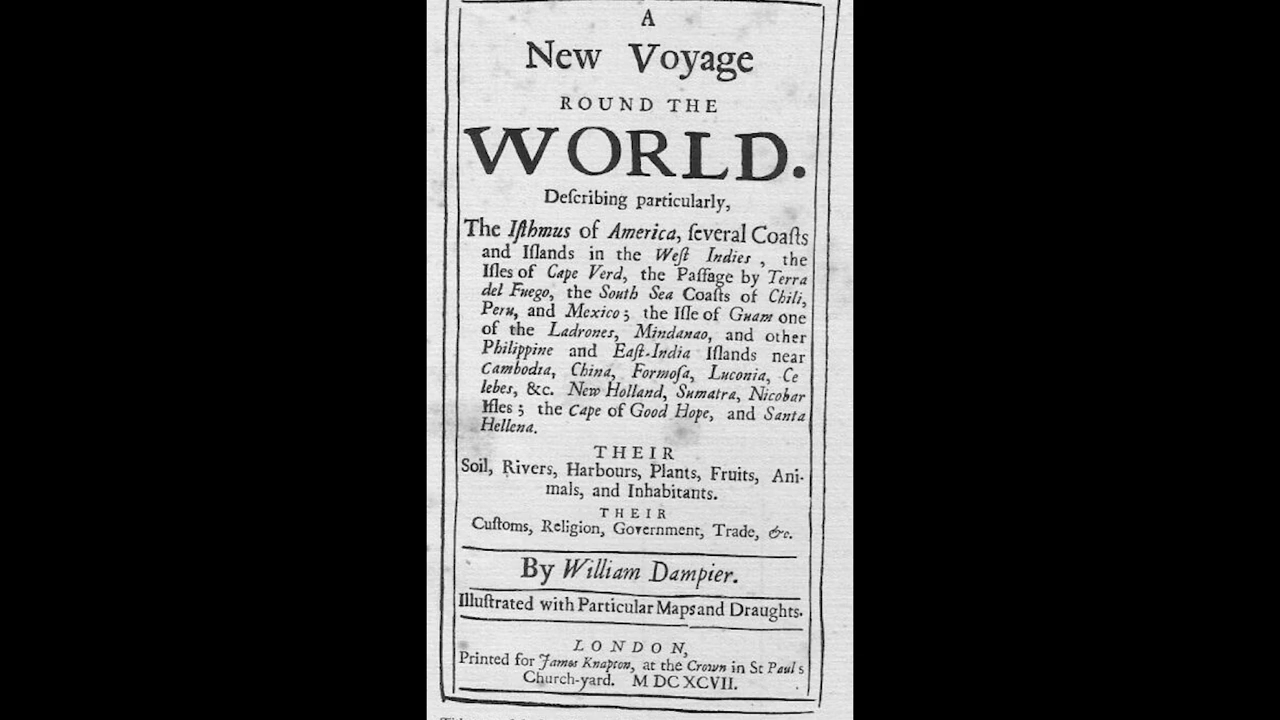 A
New Voyage
ROUND THE
WORLD.
Deſcribing particularly,
The Iſthmus of America, ſeveral Coaſts
and Iſlands in the Weſt Indies, the
Iſles of Cape Verd, the Paſſage by Terra
del Fuego, the South Sea Coaſts of Chili,
Peru, and Mexico; the Iſle of Guam one
of the Ladrones, Mindanao, and other
Philippine and Eaſt-India Iſlands near
Cambodia, China, Formoſa, Luconia, Ce
lebes, &c. New Holland, Sumatra, Nicobar
Iſles; the Cape of Good Hope, and Santa
Hellena.
THEIR
Soil, Rivers, Harbours, Plants, Fruits, Ani-
mals, and Inhabitants.
THEIR
Cuſtoms, Religion, Government, Trade, &c.
By William Dampier.
Illuſtrated with Particular Maps and Draughts.
LONDON,
Printed for James Knapton, at the Crown in St Pauls
Church-yard. M DC XCVII.